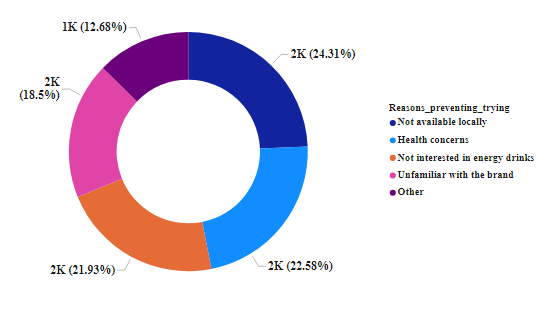 1K (12.68%)
2K (24.31%)
2K
(18.5%)
2K (21.93%)
2K (22.58%)
Reasons_preventing_trying
Not available locally
Health concerns
Not interested in energy drinks
Unfamiliar with the brand
Other